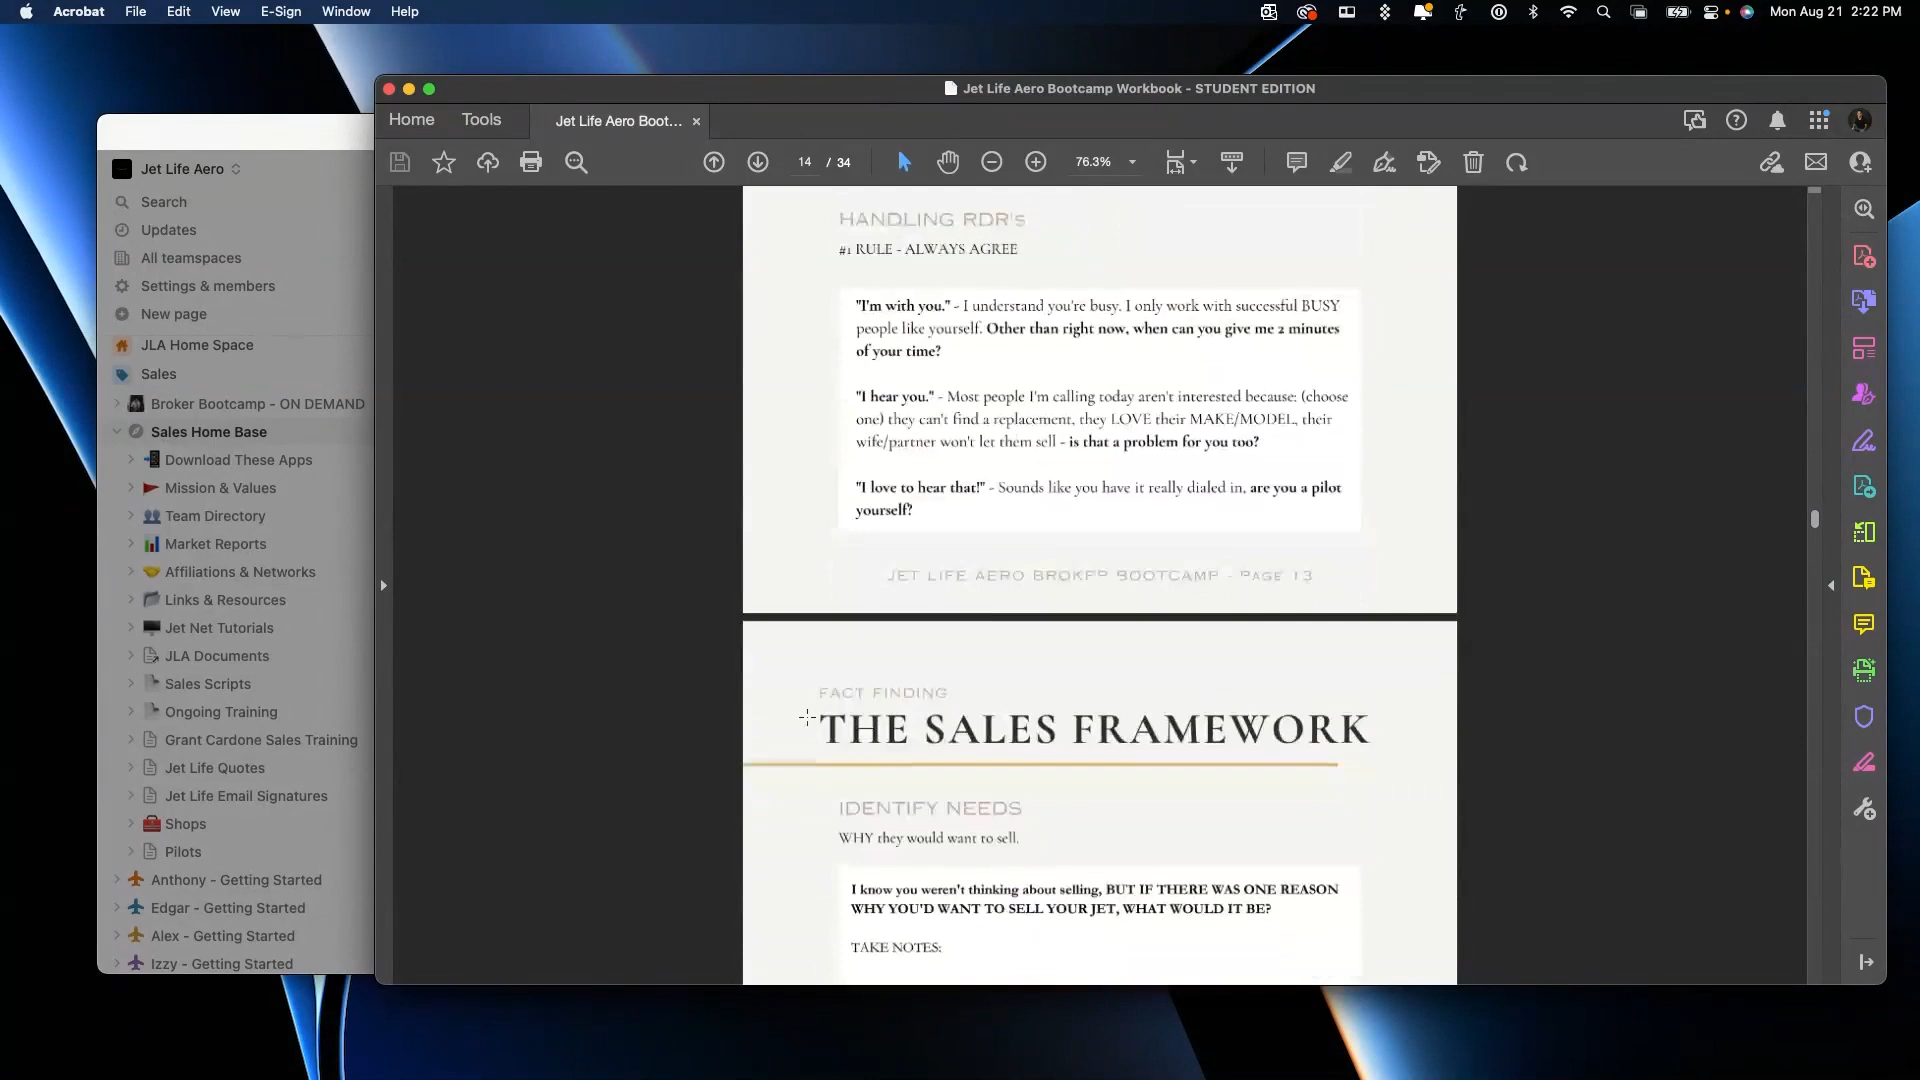 Acrobat File Edit View E-Sign Window Help
Mon Aug 21 2:22 PM
Jet Life Aero Bootcamp Workbook - STUDENT EDITION
Home Tools Jet Life Aero Boot... ×
14 / 34 76.3%
Jet Life Aero
Search
Updates
All teamspaces
Settings & members
New page
JLA Home Space
Sales
Broker Bootcamp - ON DEMAND
Sales Home Base
Download These Apps
Mission & Values
Team Directory
Market Reports
Affiliations & Networks
Links & Resources
Jet Net Tutorials
JLA Documents
Sales Scripts
Ongoing Training
Grant Cardone Sales Training
Jet Life Quotes
Jet Life Email Signatures
Shops
Pilots
Anthony - Getting Started
Edgar - Getting Started
Alex - Getting Started
Izzy - Getting Started
HANDLING RDR's
#1 RULE - ALWAYS AGREE
"I'm with you." - I understand you're busy. I only work with successful BUSY
people like yourself. Other than right now, when can you give me 2 minutes
of your time?
"I hear you." - Most people I'm calling today aren't interested because: (choose
one) they can't find a replacement, they LOVE their MAKE/MODEL, their
wife/partner won't let them sell - is that a problem for you too?
"I love to hear that!" - Sounds like you have it really dialed in, are you a pilot
yourself?
JET LIFE AERO BROKER BOOTCAMP - PAGE 13
FACT FINDING
THE SALES FRAMEWORK
IDENTIFY NEEDS
WHY they would want to sell.
I know you weren't thinking about selling, BUT IF THERE WAS ONE REASON
WHY YOU'D WANT TO SELL YOUR JET, WHAT WOULD IT BE?
TAKE NOTES: